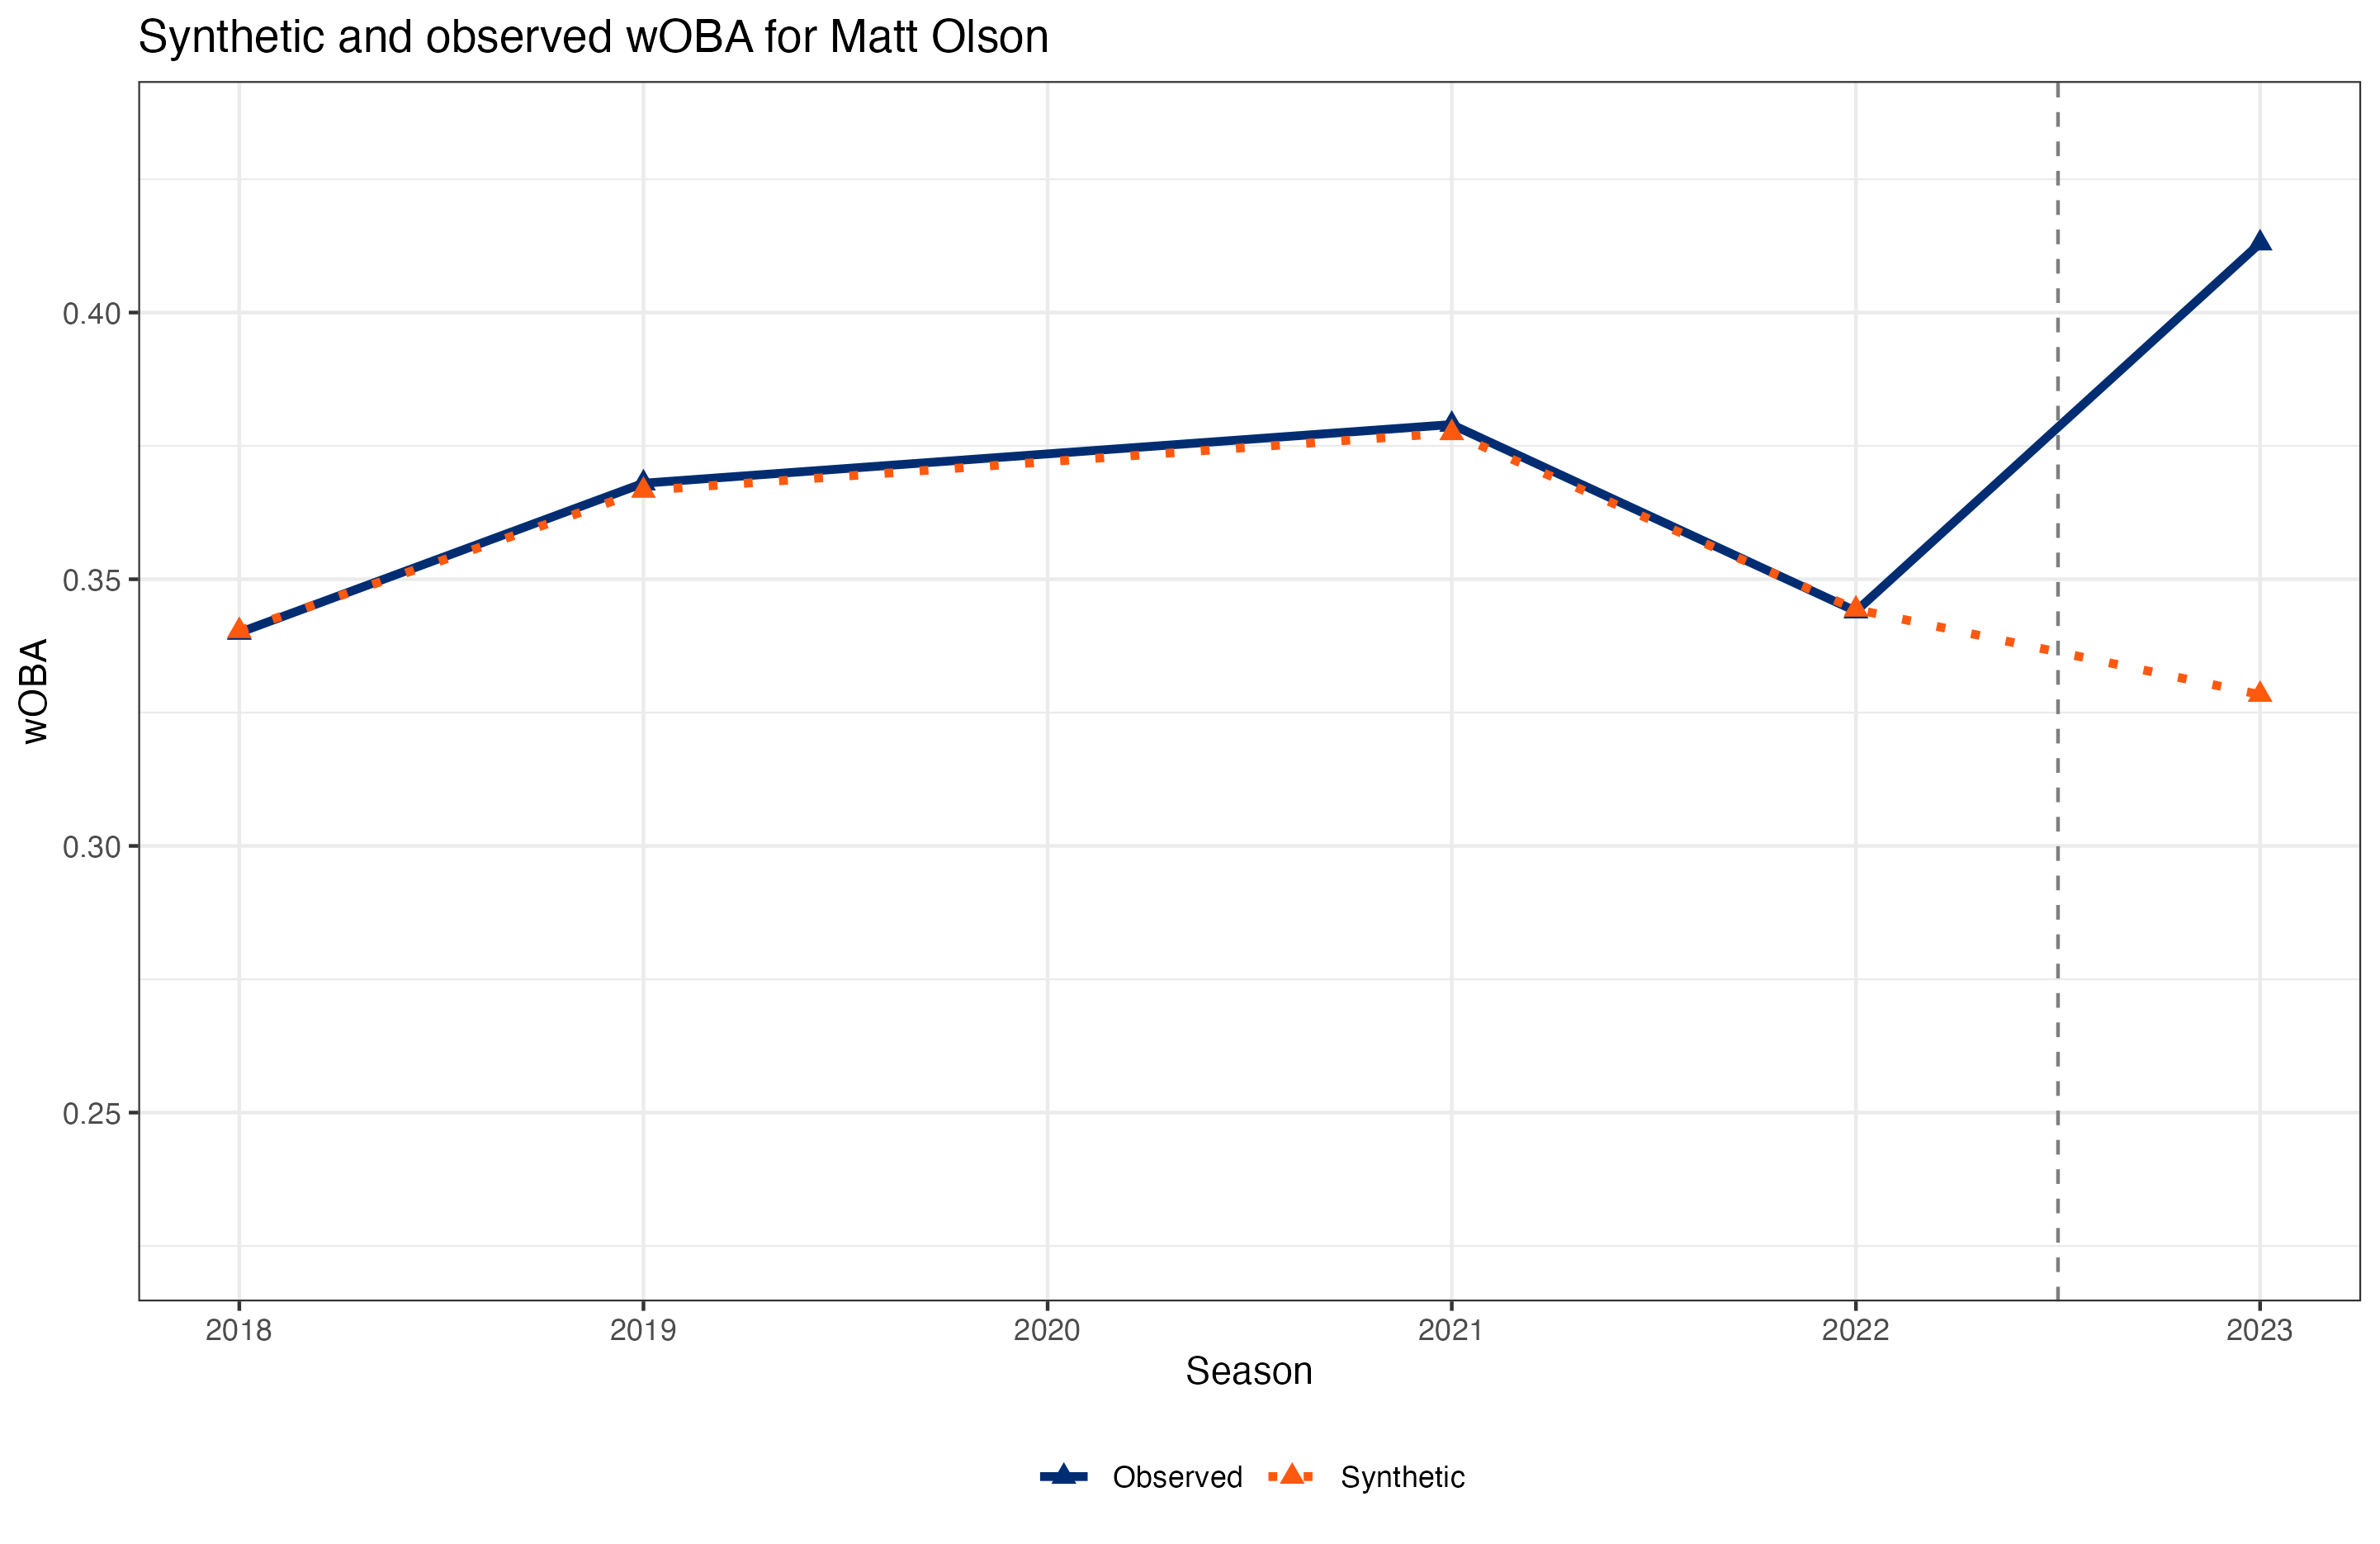 Synthetic and observed wOBA for Matt Olson
wOBA
0.40
0.35
0.30
0.25
2018 2019 2020 2021 2022 2023
Season
Observed Synthetic